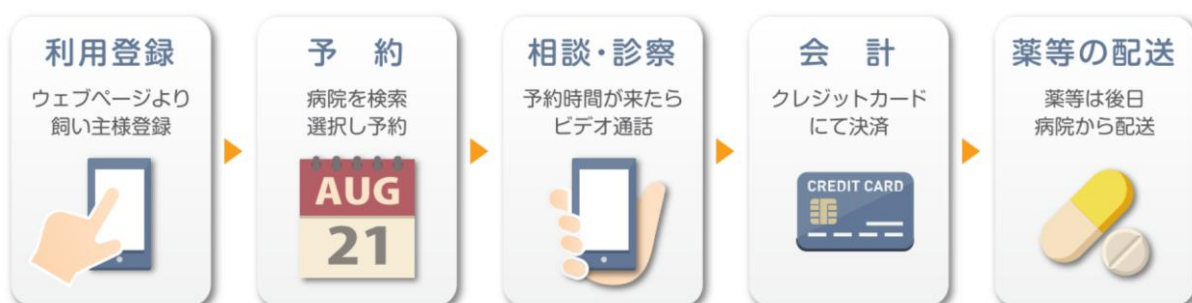 利用登録
ウェブページより
飼い主様登録
予 約
病院を検索
選択し予約
AUG
21
相談・診察
予約時間が来たら
ビデオ通話
会 計
クレジットカード
にて決済
CREDIT CARD
薬等の配送
薬等は後日
病院から配送